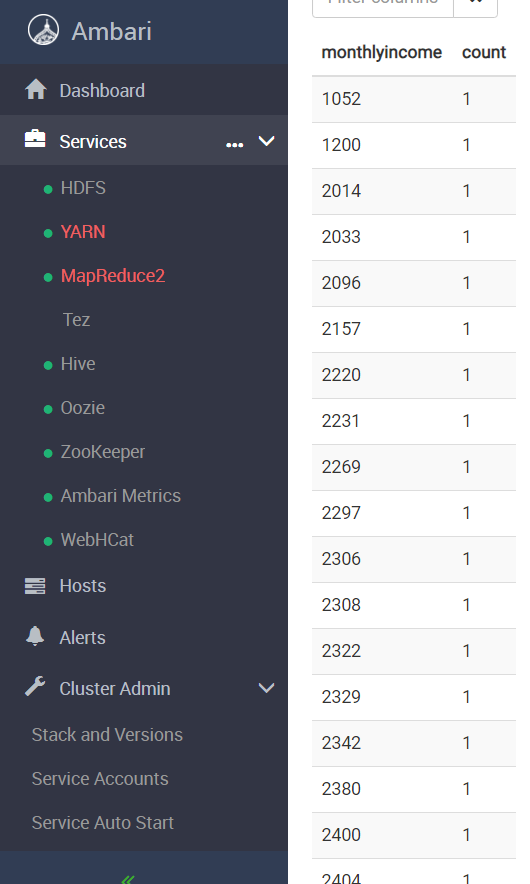 Ambari
Dashboard
Services
HDFS
YARN
MapReduce2
Tez
Hive
Oozie
ZooKeeper
Ambari Metrics
WebHCat
Hosts
Alerts
Cluster Admin
Stack and Versions
Service Accounts
Service Auto Start
Filter columns
monthlyincome count
1052 1
1200 1
2014 1
2033 1
2096 1
2157 1
2220 1
2231 1
2269 1
2297 1
2306 1
2308 1
2322 1
2329 1
2342 1
2380 1
2400 1
2404 1